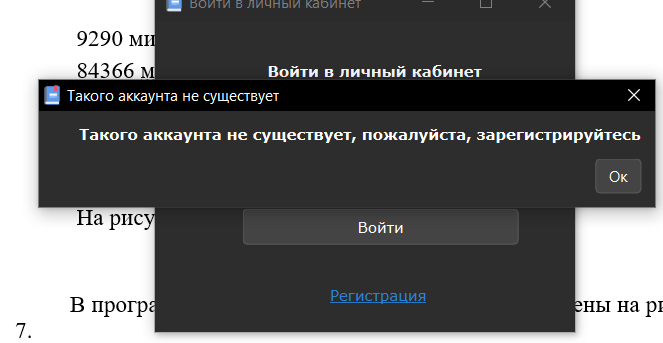 Войти в личный кабинет
9290 ми
84366 м
Войти в личный кабинет
Такого аккаунта не существует
Такого аккаунта не существует, пожалуйста, зарегистрируйтесь
Ок
На рису
Войти
Регистрация
В програ
ены на ри
7.